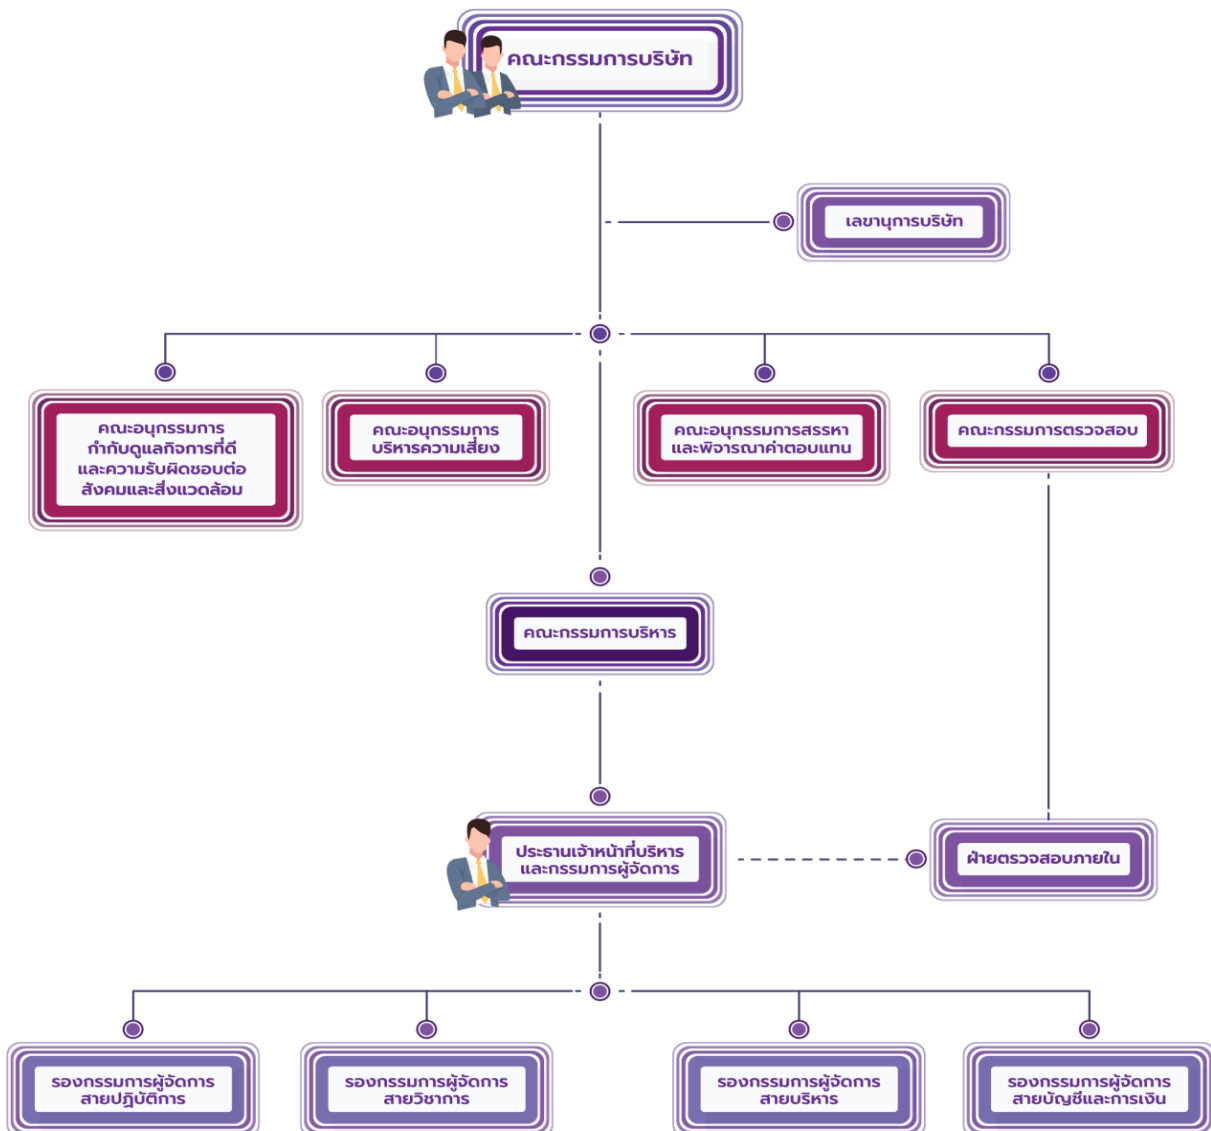 คณะกรรมการบริษัท
เลขานุการบริษัท
คณะอนุกรรมการ
กำกับดูแลกิจการที่ดี
และความรับผิดชอบต่อ
สังคมและสิ่งแวดล้อม
คณะอนุกรรมการ
บริหารความเสี่ยง
คณะอนุกรรมการสรรหา
และพิจารณาค่าตอบแทน
คณะกรรมการตรวจสอบ
คณะกรรมการบริหาร
ประธานเจ้าหน้าที่บริหาร
และกรรมการผู้จัดการ
ฝ่ายตรวจสอบภายใน
รองกรรมการผู้จัดการ
สายปฏิบัติการ
รองกรรมการผู้จัดการ
สายวิชาการ
รองกรรมการผู้จัดการ
สายบริหาร
รองกรรมการผู้จัดการ
สายบัญชีและการเงิน